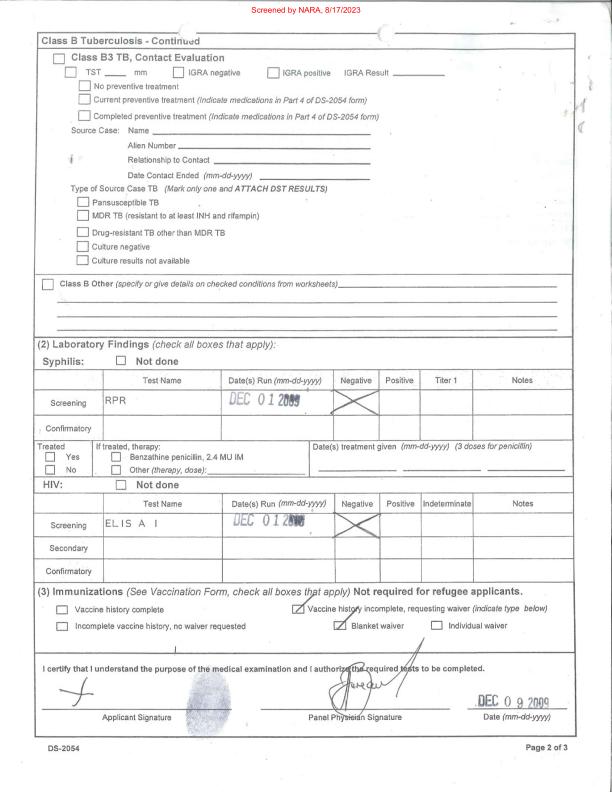 Screened by NARA, 8/17/2023
Class B Tuberculosis - Continued
Class B3 TB, Contact Evaluation
TST ____ mm IGRA negative IGRA positive IGRA Result ________
No preventive treatment
Current preventive treatment (Indicate medications in Part 4 of DS-2054 form)
Completed preventive treatment (Indicate medications in Part 4 of DS-2054 form)
Source Case: Name
Alien Number
Relationship to Contact
Date Contact Ended (mm-dd-yyyy)
Type of Source Case TB (Mark only one and ATTACH DST RESULTS)
Pansusceptible TB
MDR TB (resistant to at least INH and rifampin)
Drug-resistant TB other than MDR TB
Culture negative
Culture results not available
Class B Other (specify or give details on checked conditions from worksheets)
(2) Laboratory Findings (check all boxes that apply):
Syphilis: Not done
Test Name Date(s) Run (mm-dd-yyyy) Negative Positive Titer 1 Notes
Screening RPR DEC 01 2009
Confirmatory
Treated If treated, therapy: Date(s) treatment given (mm-dd-yyyy) (3 doses for penicillin)
Yes Benzathine penicillin, 2.4 MU IM
No Other (therapy, dose):
HIV: Not done
Test Name Date(s) Run (mm-dd-yyyy) Negative Positive Indeterminate Notes
Screening ELISA I DEC 01 2009
Secondary
Confirmatory
(3) Immunizations (See Vaccination Form, check all boxes that apply) Not required for refugee applicants.
Vaccine history complete Vaccine history incomplete, requesting waiver (indicate type below)
Incomplete vaccine history, no waiver requested Blanket waiver Individual waiver
I certify that I understand the purpose of the medical examination and I authorize the required tests to be completed.
DEC 09 2009
Applicant Signature Panel Physician Signature Date (mm-dd-yyyy)
DS-2054 Page 2 of 3